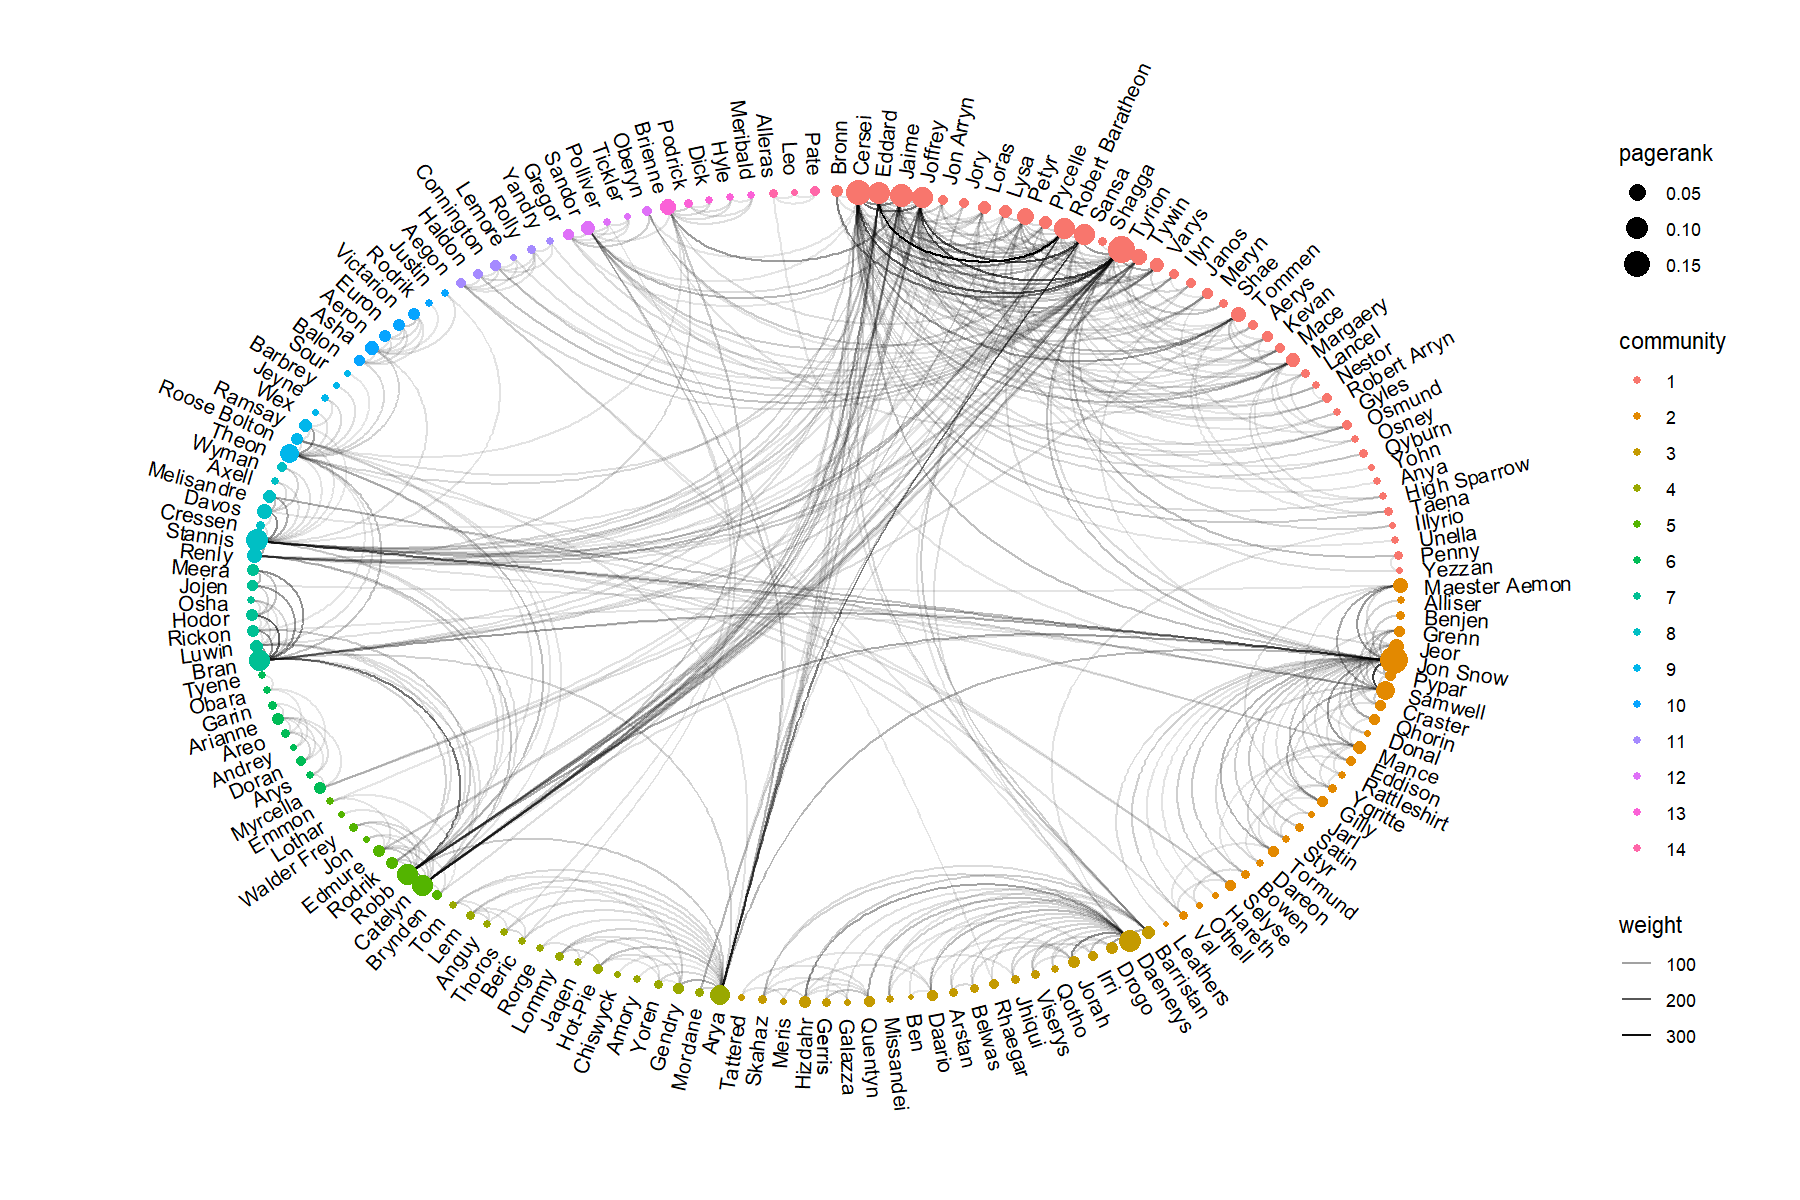 Bronn
Cersei
Eddard
Jaime
Joffrey
Jon Arryn
Jory
Loras
Lysa
Petyr
Pycelle
Robert Baratheon
Sansa
Shagga
Tyrion
Tywin
Varys
Ilyn
Janos
Meryn
Shae
Tommen
Aerys
Kevan
Mace
Margaery
Lancel
Nestor
Robert Arryn
Gyles
Osmund
Osney
Qyburn
Yohn
Anya
High Sparrow
Taena
Illyrio
Unella
Penny
Yezzan
Maester Aemon
Alliser
Benjen
Grenn
Jeor
Jon Snow
Pypar
Samwell
Craster
Qhorin
Donal
Mance
Eddison
Rattleshirt
Ygritte
Gilly
Jarl
Satin
Styr
Tormund
Dareon
Bowen
Selyse
Hareth
Othell
Val
Leathers
Barristan
Daenerys
Drogo
Irri
Jorah
Qotho
Viserys
Jhiqui
Rhaegar
Belwas
Arstan
Daario
Ben
Missandei
Quentyn
Galazza
Gerris
Hizdahr
Meris
Skahaz
Tattered
Arya
Mordane
Gendry
Yoren
Amory
Chiswyck
Hot-Pie
Jaqen
Lommy
Rorge
Beric
Thoros
Anguy
Lem
Tom
Brynden
Catelyn
Robb
Rodrik
Edmure
Jon
Walder Frey
Lothar
Emmon
Myrcella
Arys
Doran
Andrey
Areo
Arianne
Garin
Obara
Tyene
Bran
Luwin
Rickon
Hodor
Osha
Jojen
Meera
Renly
Stannis
Cressen
Davos
Melisandre
Axell
Wyman
Theon
Roose Bolton
Ramsay
Wex
Jeyne
Barbrey
Sour
Balon
Asha
Aeron
Euron
Victarion
Rodrik
Justin
Aegon
Haldon
Connington
Lemore
Rolly
Yandry
Gregor
Sandor
Polliver
Tickler
Oberyn
Brienne
Podrick
Dick
Hyle
Meribald
Alleras
Leo
Pate
pagerank
0.05
0.10
0.15
community
1
2
3
4
5
6
7
8
9
10
11
12
13
14
weight
100
200
300